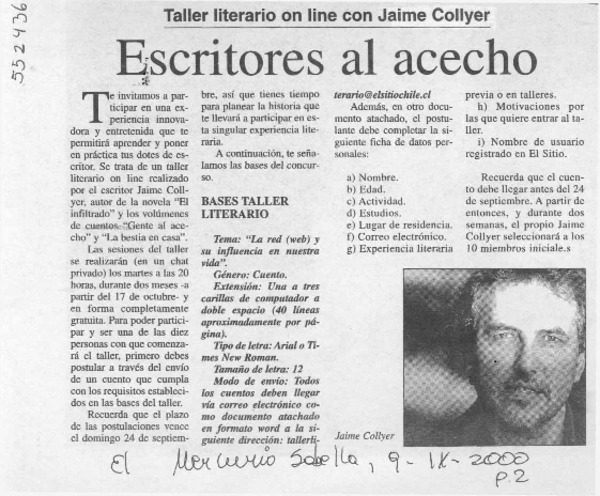 552436
Taller literario on line con Jaime Collyer
Escritores al acecho
Te invitamos a par-
ticipar en una ex-
periencia innova-
dora y entretenida que te
permitirá aprender y poner
en práctica tus dotes de es-
critor. Se trata de un taller
literario on line realizado
por el escritor Jaime Coll-
yer, autor de la novela "El
infiltrado" y los volúmenes
de cuentos "Gente al ace-
cho" y "La bestia en casa".
Las sesiones del taller
se realizarán (en un chat
privado) los martes a las 20
horas, durante dos meses -a
partir del 17 de octubre- y
en forma completamente
gratuita. Para poder partici-
par y ser una de las diez
personas con que comenza-
rá el taller, primero debes
postular a través del envío
de un cuento que cumpla
con los requisitos estableci-
dos en las bases del taller.
Recuerda que el plazo
de las postulaciones vence
el domingo 24 de septiem-
bre, así que tienes tiempo
para planear la historia que
te llevará a participar en es-
ta singular experiencia lite-
raria.
A continuación, te seña-
lamos las bases del concur-
so.
BASES TALLER
LITERARIO
Tema: "La red (web) y
su influencia en nuestra
vida".
Género: Cuento.
Extensión: Una a tres
carillas de computador a
doble espacio (40 líneas
aproximadamente por pá-
gina).
Tipo de letra: Arial o Ti-
mes New Roman.
Tamaño de letra: 12
Modo de envío: Todos
los cuentos deben llegar
vía correo electrónico co-
mo documento atachado
en formato word a la si-
guiente dirección: tallerli-
terario@elsitiochile.cl
Además, en otro docu-
mento atachado, el postu-
lante debe completar la si-
guiente ficha de datos per-
sonales:
a) Nombre.
b) Edad.
c) Actividad.
d) Estudios.
e) Lugar de residencia.
f) Correo electrónico.
g) Experiencia literaria
previa o en talleres.
h) Motivaciones por
las que quiere entrar al ta-
ller.
i) Nombre de usuario
registrado en El Sitio.
Recuerda que el cuen-
to debe llegar antes del 24
de septiembre. A partir de
entonces, y durante dos
semanas, el propio Jaime
Collyer seleccionará a los
10 miembros iniciale.s
Jaime Collyer
El Mercurio Sabella, 9-IX-2000
p.2